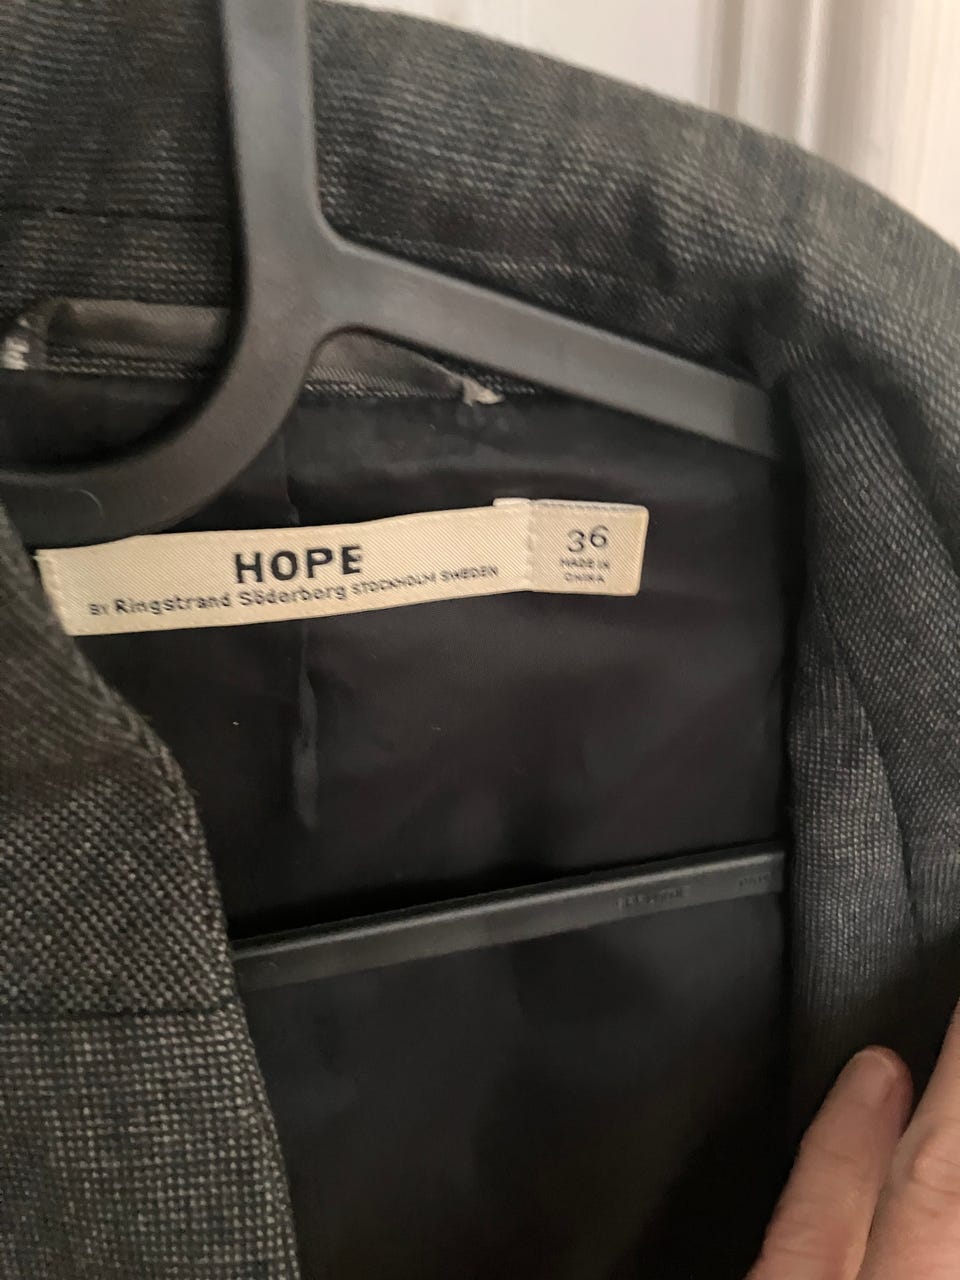 HOPE
BY Ringstrand Söderberg STOCKHOLM SWEDEN
36
MADE IN
CHINA